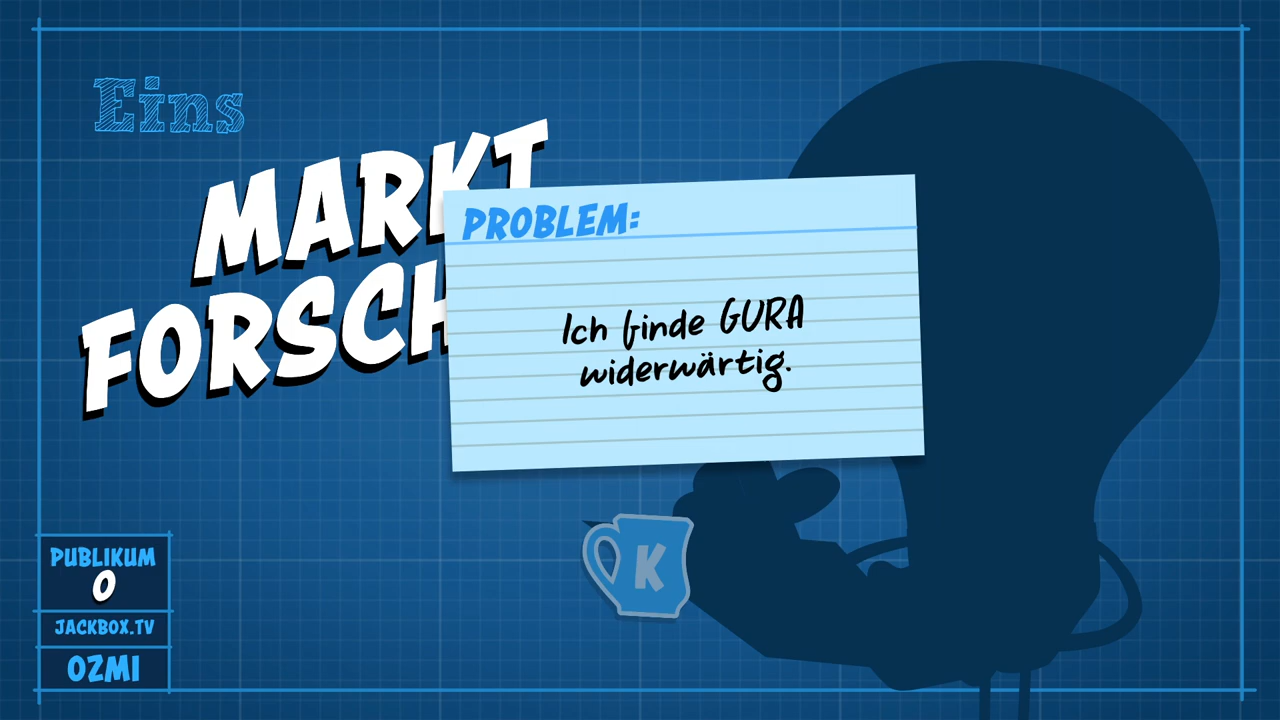 Eins
MARKT
FORSCH
PROBLEM:
Ich finde GURA
widerwärtig.
K
PUBLIKUM
0
JACKBOX.TV
OZMI